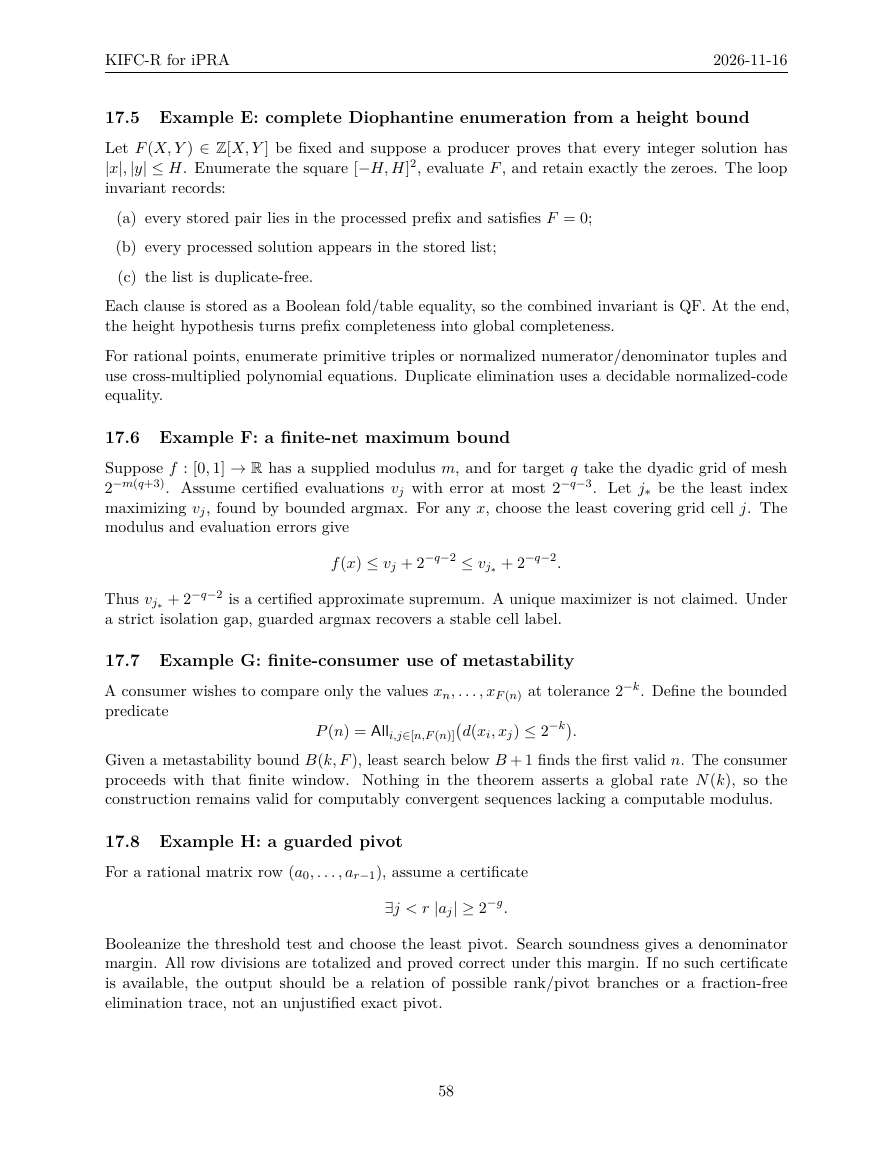 KIFC-R for iPRA 2026-11-16
17.5 Example E: complete Diophantine enumeration from a height bound
Let F(X, Y) ∈ ℤ[X, Y] be fixed and suppose a producer proves that every integer solution has
|x|, |y| ≤ H. Enumerate the square [−H, H]², evaluate F, and retain exactly the zeroes. The loop
invariant records:
(a) every stored pair lies in the processed prefix and satisfies F = 0;
(b) every processed solution appears in the stored list;
(c) the list is duplicate-free.
Each clause is stored as a Boolean fold/table equality, so the combined invariant is QF. At the end,
the height hypothesis turns prefix completeness into global completeness.
For rational points, enumerate primitive triples or normalized numerator/denominator tuples and
use cross-multiplied polynomial equations. Duplicate elimination uses a decidable normalized-code
equality.
17.6 Example F: a finite-net maximum bound
Suppose f : [0, 1] → ℝ has a supplied modulus m, and for target q take the dyadic grid of mesh
2^{−m(q+3)}. Assume certified evaluations v_j with error at most 2^{−q−3}. Let j_* be the least index
maximizing v_j, found by bounded argmax. For any x, choose the least covering grid cell j. The
modulus and evaluation errors give
f(x) ≤ v_j + 2^{−q−2} ≤ v_{j_*} + 2^{−q−2}.
Thus v_{j_*} + 2^{−q−2} is a certified approximate supremum. A unique maximizer is not claimed. Under
a strict isolation gap, guarded argmax recovers a stable cell label.
17.7 Example G: finite-consumer use of metastability
A consumer wishes to compare only the values x_n, . . . , x_{F(n)} at tolerance 2^{−k}. Define the bounded
predicate
P(n) = All_{i,j∈[n,F(n)]}(d(x_i, x_j) ≤ 2^{−k}).
Given a metastability bound B(k, F), least search below B + 1 finds the first valid n. The consumer
proceeds with that finite window. Nothing in the theorem asserts a global rate N(k), so the
construction remains valid for computably convergent sequences lacking a computable modulus.
17.8 Example H: a guarded pivot
For a rational matrix row (a_0, . . . , a_{r−1}), assume a certificate
∃j < r |a_j| ≥ 2^{−g}.
Booleanize the threshold test and choose the least pivot. Search soundness gives a denominator
margin. All row divisions are totalized and proved correct under this margin. If no such certificate
is available, the output should be a relation of possible rank/pivot branches or a fraction-free
elimination trace, not an unjustified exact pivot.
58